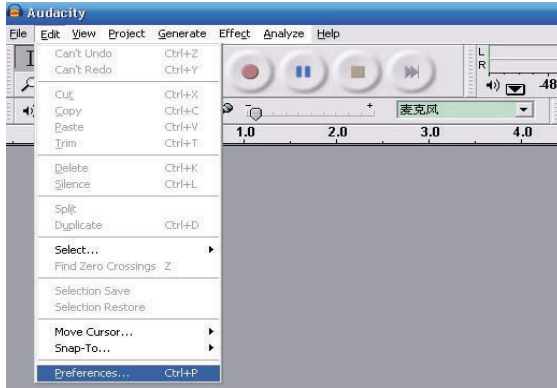 Audacity
File Edit View Project Generate Effect Analyze Help
Can't Undo Ctrl+Z
Can't Redo Ctrl+Y
Cut Ctrl+X
Copy Ctrl+C
Paste Ctrl+V
Trim Ctrl+T
Delete Ctrl+K
Silence Ctrl+L
Split
Duplicate Ctrl+D
Select...
Find Zero Crossings Z
Selection Save
Selection Restore
Move Cursor...
Snap-To...
Preferences... Ctrl+P
L
R
-48
- +
麦克风
1.0 2.0 3.0 4.0